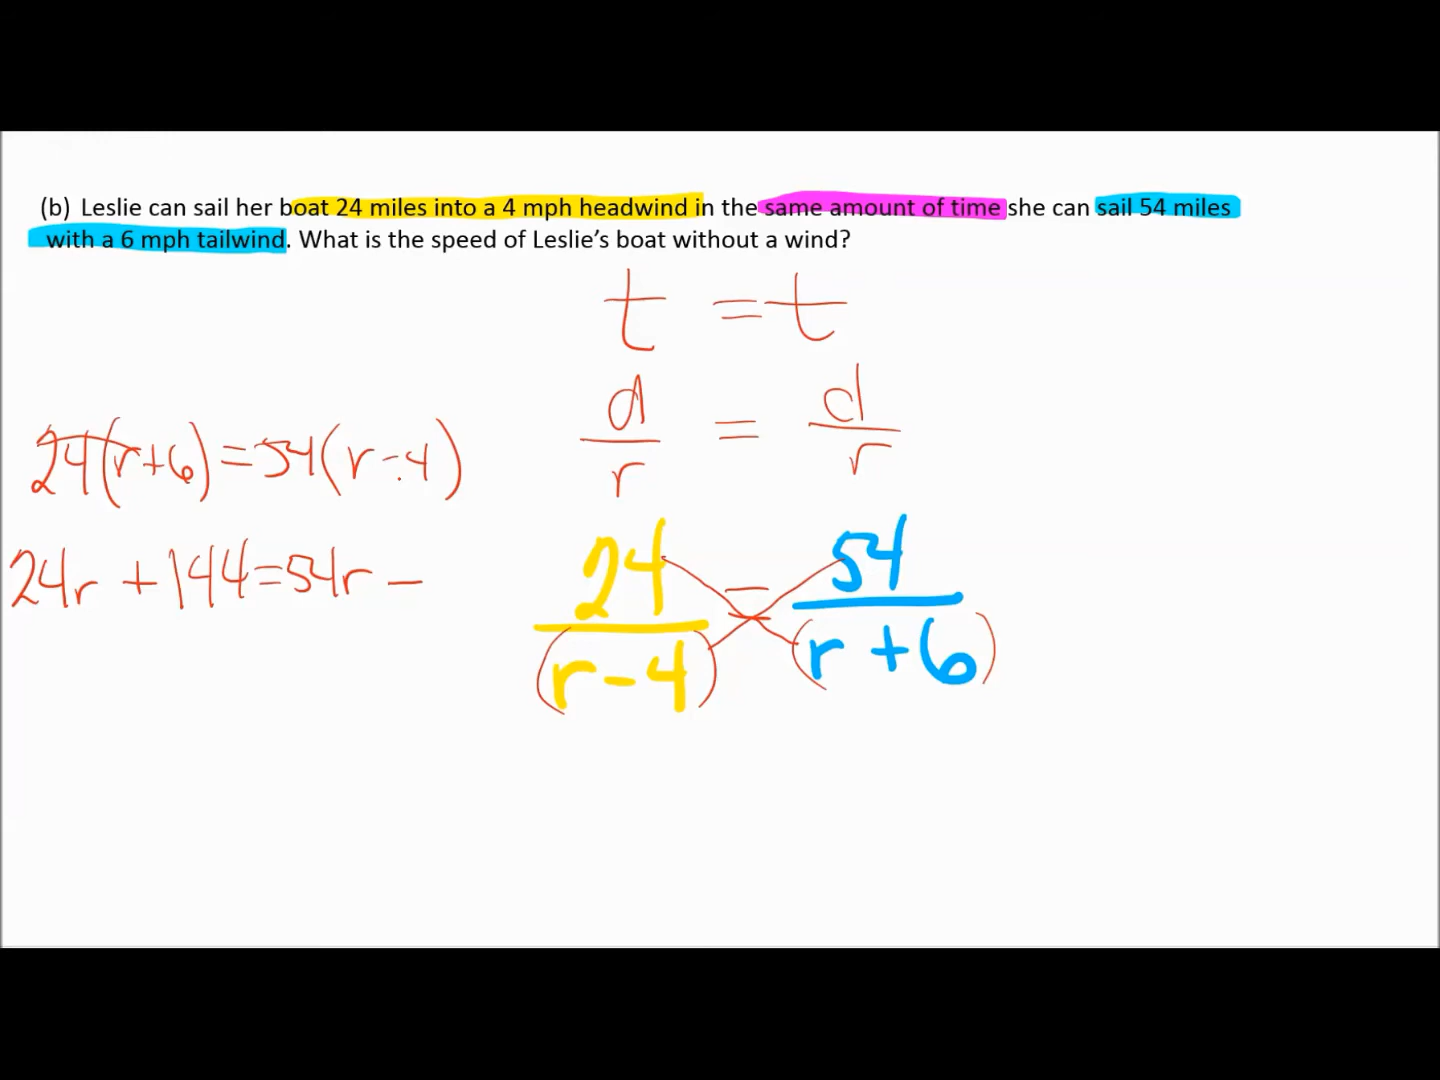 (b) Leslie can sail her boat 24 miles into a 4 mph headwind in the same amount of time she can sail 54 miles
with a 6 mph tailwind. What is the speed of Leslie’s boat without a wind?
t = t
d/r = d/r
24(r+6)=54(r-4)
24r + 144=54r -
24/(r-4) = 54/(r+6)